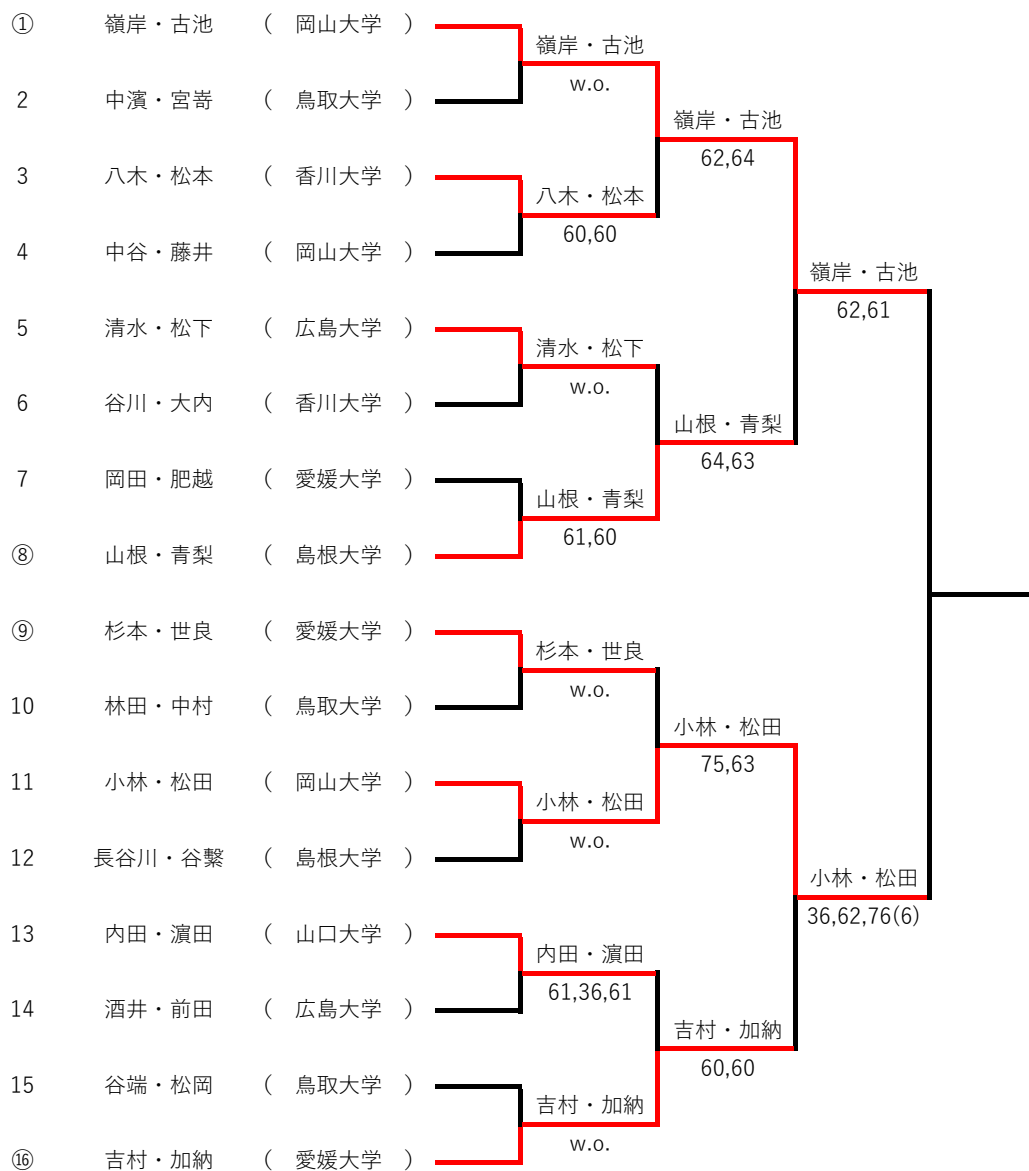 ① 嶺岸・古池 ( 岡山大学 )
嶺岸・古池
w.o.
2 中濱・宮嵜 ( 鳥取大学 )
嶺岸・古池
62,64
3 八木・松本 ( 香川大学 )
八木・松本
60,60
4 中谷・藤井 ( 岡山大学 )
嶺岸・古池
62,61
5 清水・松下 ( 広島大学 )
清水・松下
w.o.
6 谷川・大内 ( 香川大学 )
山根・青梨
64,63
7 岡田・肥越 ( 愛媛大学 )
山根・青梨
61,60
⑧ 山根・青梨 ( 島根大学 )
⑨ 杉本・世良 ( 愛媛大学 )
杉本・世良
w.o.
10 林田・中村 ( 鳥取大学 )
小林・松田
75,63
11 小林・松田 ( 岡山大学 )
小林・松田
w.o.
12 長谷川・谷繫 ( 島根大学 )
小林・松田
36,62,76(6)
13 内田・濵田 ( 山口大学 )
内田・濵田
61,36,61
14 酒井・前田 ( 広島大学 )
吉村・加納
60,60
15 谷端・松岡 ( 鳥取大学 )
吉村・加納
w.o.
⑯ 吉村・加納 ( 愛媛大学 )